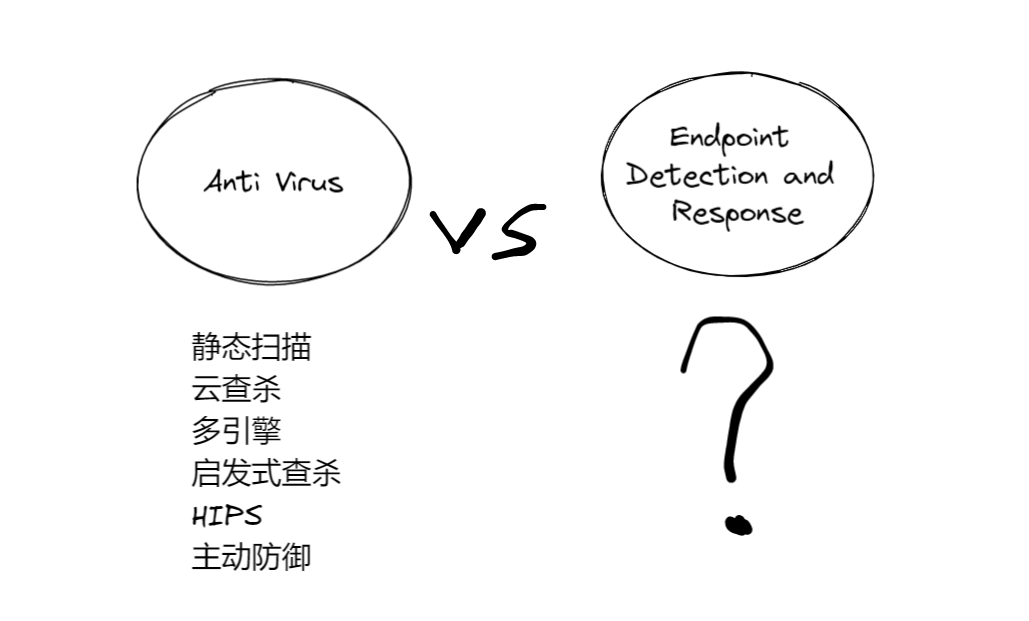 Anti Virus
VS
Endpoint
Detection and
Response
静态扫描
云查杀
多引擎
启发式查杀
HIPS
主动防御
?